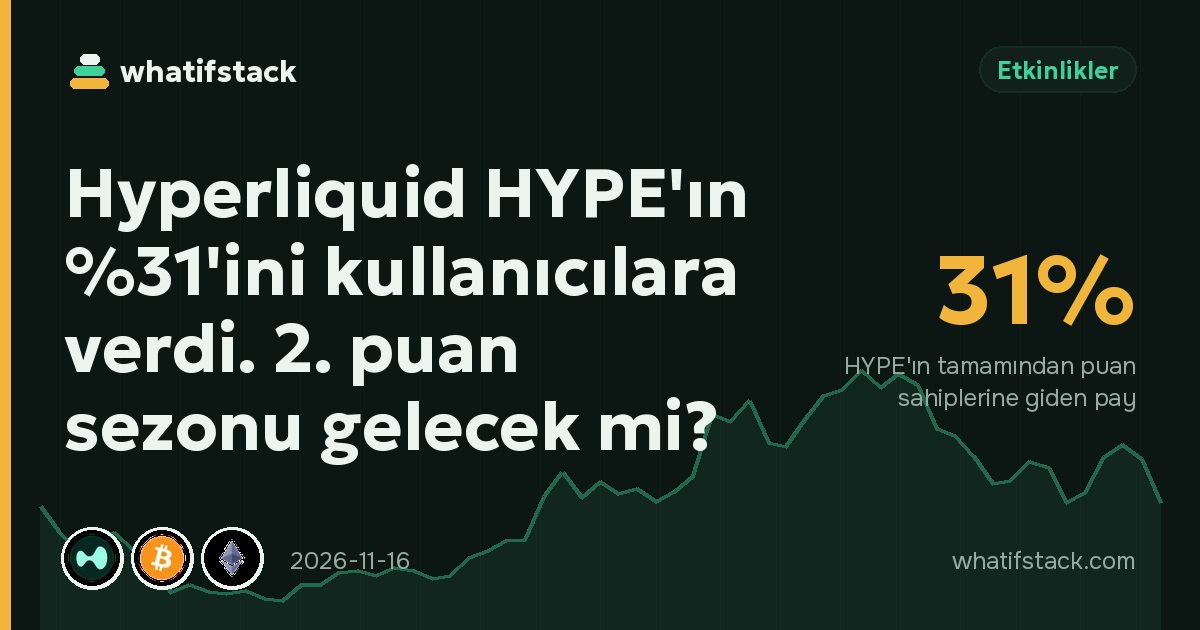 whatifstack
Etkinlikler
Hyperliquid HYPE'ın
%31'ini kullanıcılara
verdi. 2. puan
sezonu gelecek mi?
31%
HYPE'ın tamamından puan
sahiplerine giden pay
2026-11-16
whatifstack.com